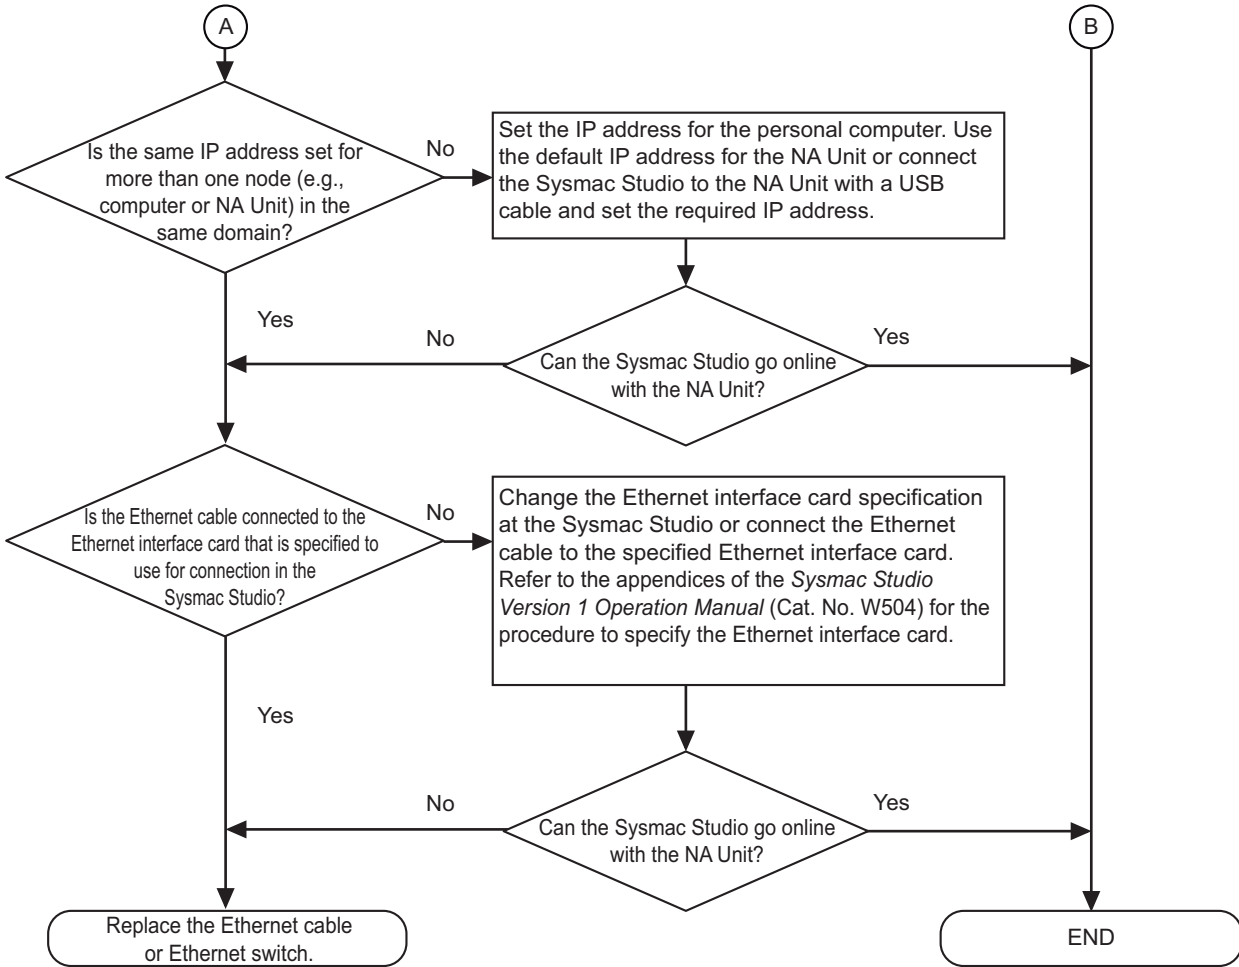 A
B
Is the same IP address set for
more than one node (e.g.,
computer or NA Unit) in the
same domain?
No
Set the IP address for the personal computer. Use
the default IP address for the NA Unit or connect
the Sysmac Studio to the NA Unit with a USB
cable and set the required IP address.
Yes
No
Can the Sysmac Studio go online
with the NA Unit?
Yes
Is the Ethernet cable connected to the
Ethernet interface card that is specified to
use for connection in the
Sysmac Studio?
No
Change the Ethernet interface card specification
at the Sysmac Studio or connect the Ethernet
cable to the specified Ethernet interface card.
Refer to the appendices of the Sysmac Studio
Version 1 Operation Manual (Cat. No. W504) for the
procedure to specify the Ethernet interface card.
Yes
No
Can the Sysmac Studio go online
with the NA Unit?
Yes
Replace the Ethernet cable
or Ethernet switch.
END